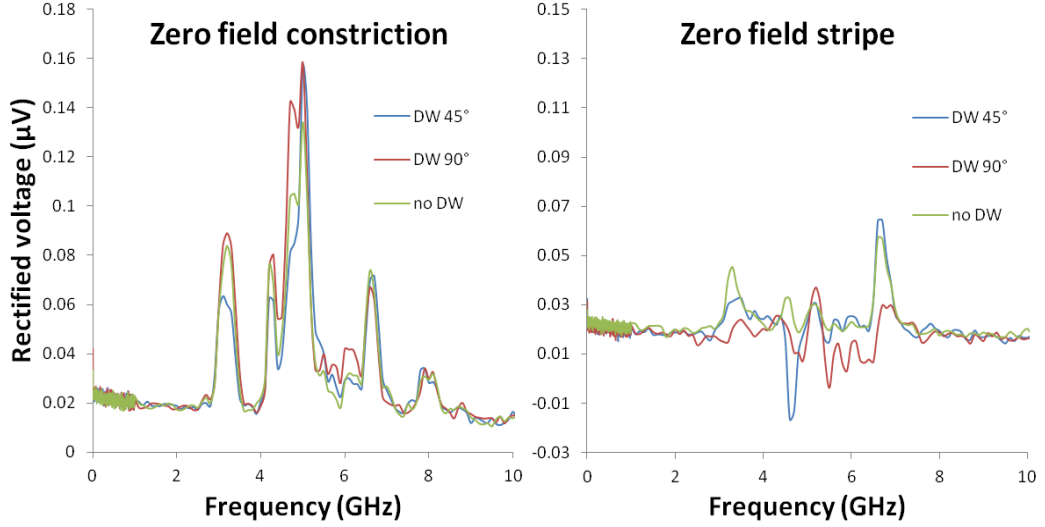 Zero field constriction
Rectified voltage (µV)
0.18
0.16
0.14
0.12
0.1
0.08
0.06
0.04
0.02
0
DW 45°
DW 90°
no DW
0 2 4 6 8 10
Frequency (GHz)
Zero field stripe
0.15
0.13
0.11
0.09
0.07
0.05
0.03
0.01
-0.01
-0.03
DW 45°
DW 90°
no DW
0 2 4 6 8 10
Frequency (GHz)